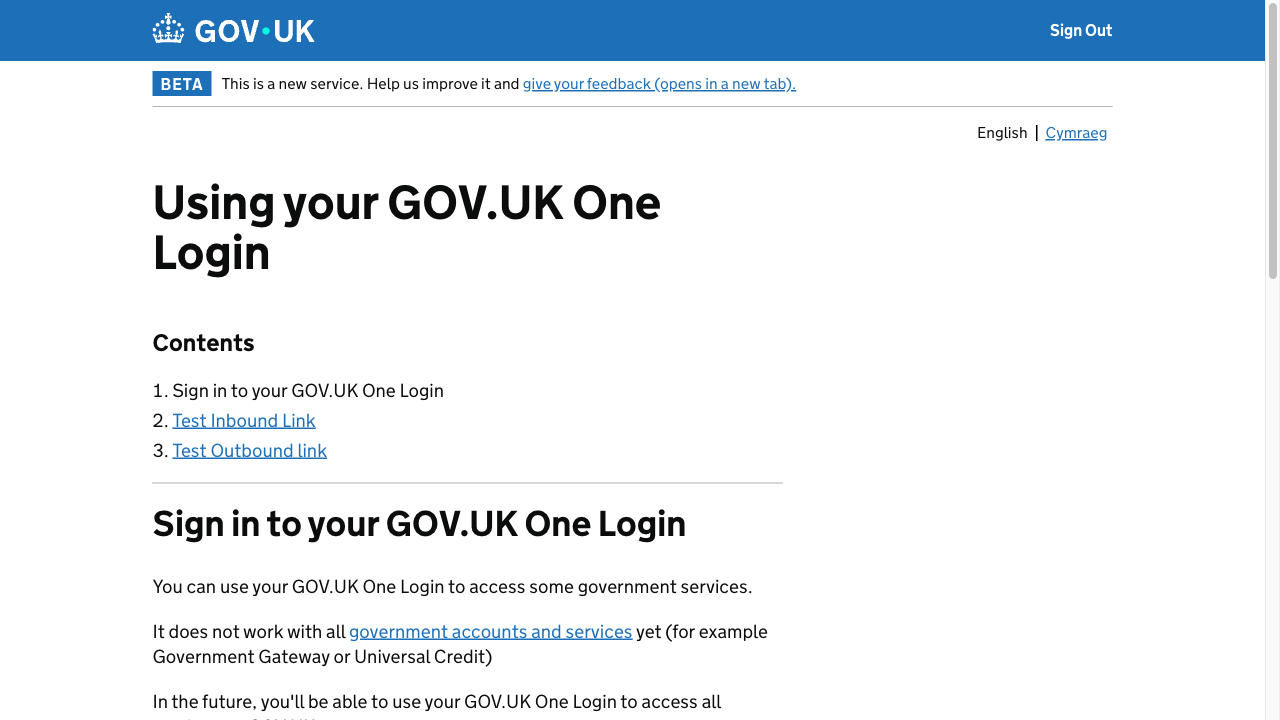 GOV·UK
Sign Out
BETA This is a new service. Help us improve it and give your feedback (opens in a new tab).
English | Cymraeg
Using your GOV.UK One
Login
Contents
1. Sign in to your GOV.UK One Login
2. Test Inbound Link
3. Test Outbound link
Sign in to your GOV.UK One Login
You can use your GOV.UK One Login to access some government services.
It does not work with all government accounts and services yet (for example
Government Gateway or Universal Credit)
In the future, you'll be able to use your GOV.UK One Login to access all